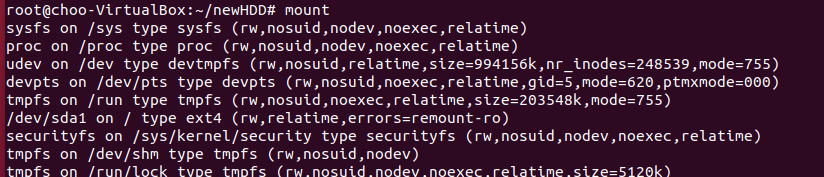 root@choo-VirtualBox:~/newHDD# mount
sysfs on /sys type sysfs (rw,nosuid,nodev,noexec,relatime)
proc on /proc type proc (rw,nosuid,nodev,noexec,relatime)
udev on /dev type devtmpfs (rw,nosuid,relatime,size=994156k,nr_inodes=248539,mode=755)
devpts on /dev/pts type devpts (rw,nosuid,noexec,relatime,gid=5,mode=620,ptmxmode=000)
tmpfs on /run type tmpfs (rw,nosuid,noexec,relatime,size=203548k,mode=755)
/dev/sda1 on / type ext4 (rw,relatime,errors=remount-ro)
securityfs on /sys/kernel/security type securityfs (rw,nosuid,nodev,noexec,relatime)
tmpfs on /dev/shm type tmpfs (rw,nosuid,nodev)
tmpfs on /run/lock type tmpfs (rw,nosuid,nodev,noexec,relatime,size=5120k)